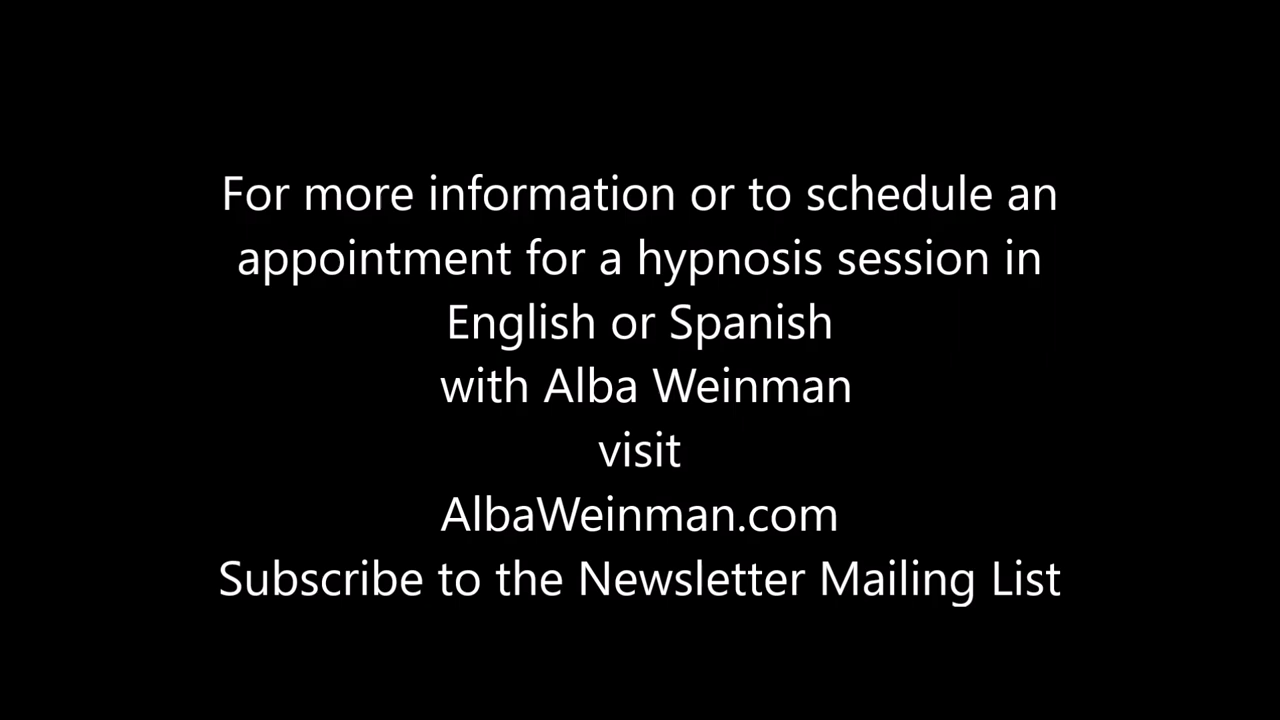 For more information or to schedule an
appointment for a hypnosis session in
English or Spanish
with Alba Weinman
visit
AlbaWeinman.com
Subscribe to the Newsletter Mailing List